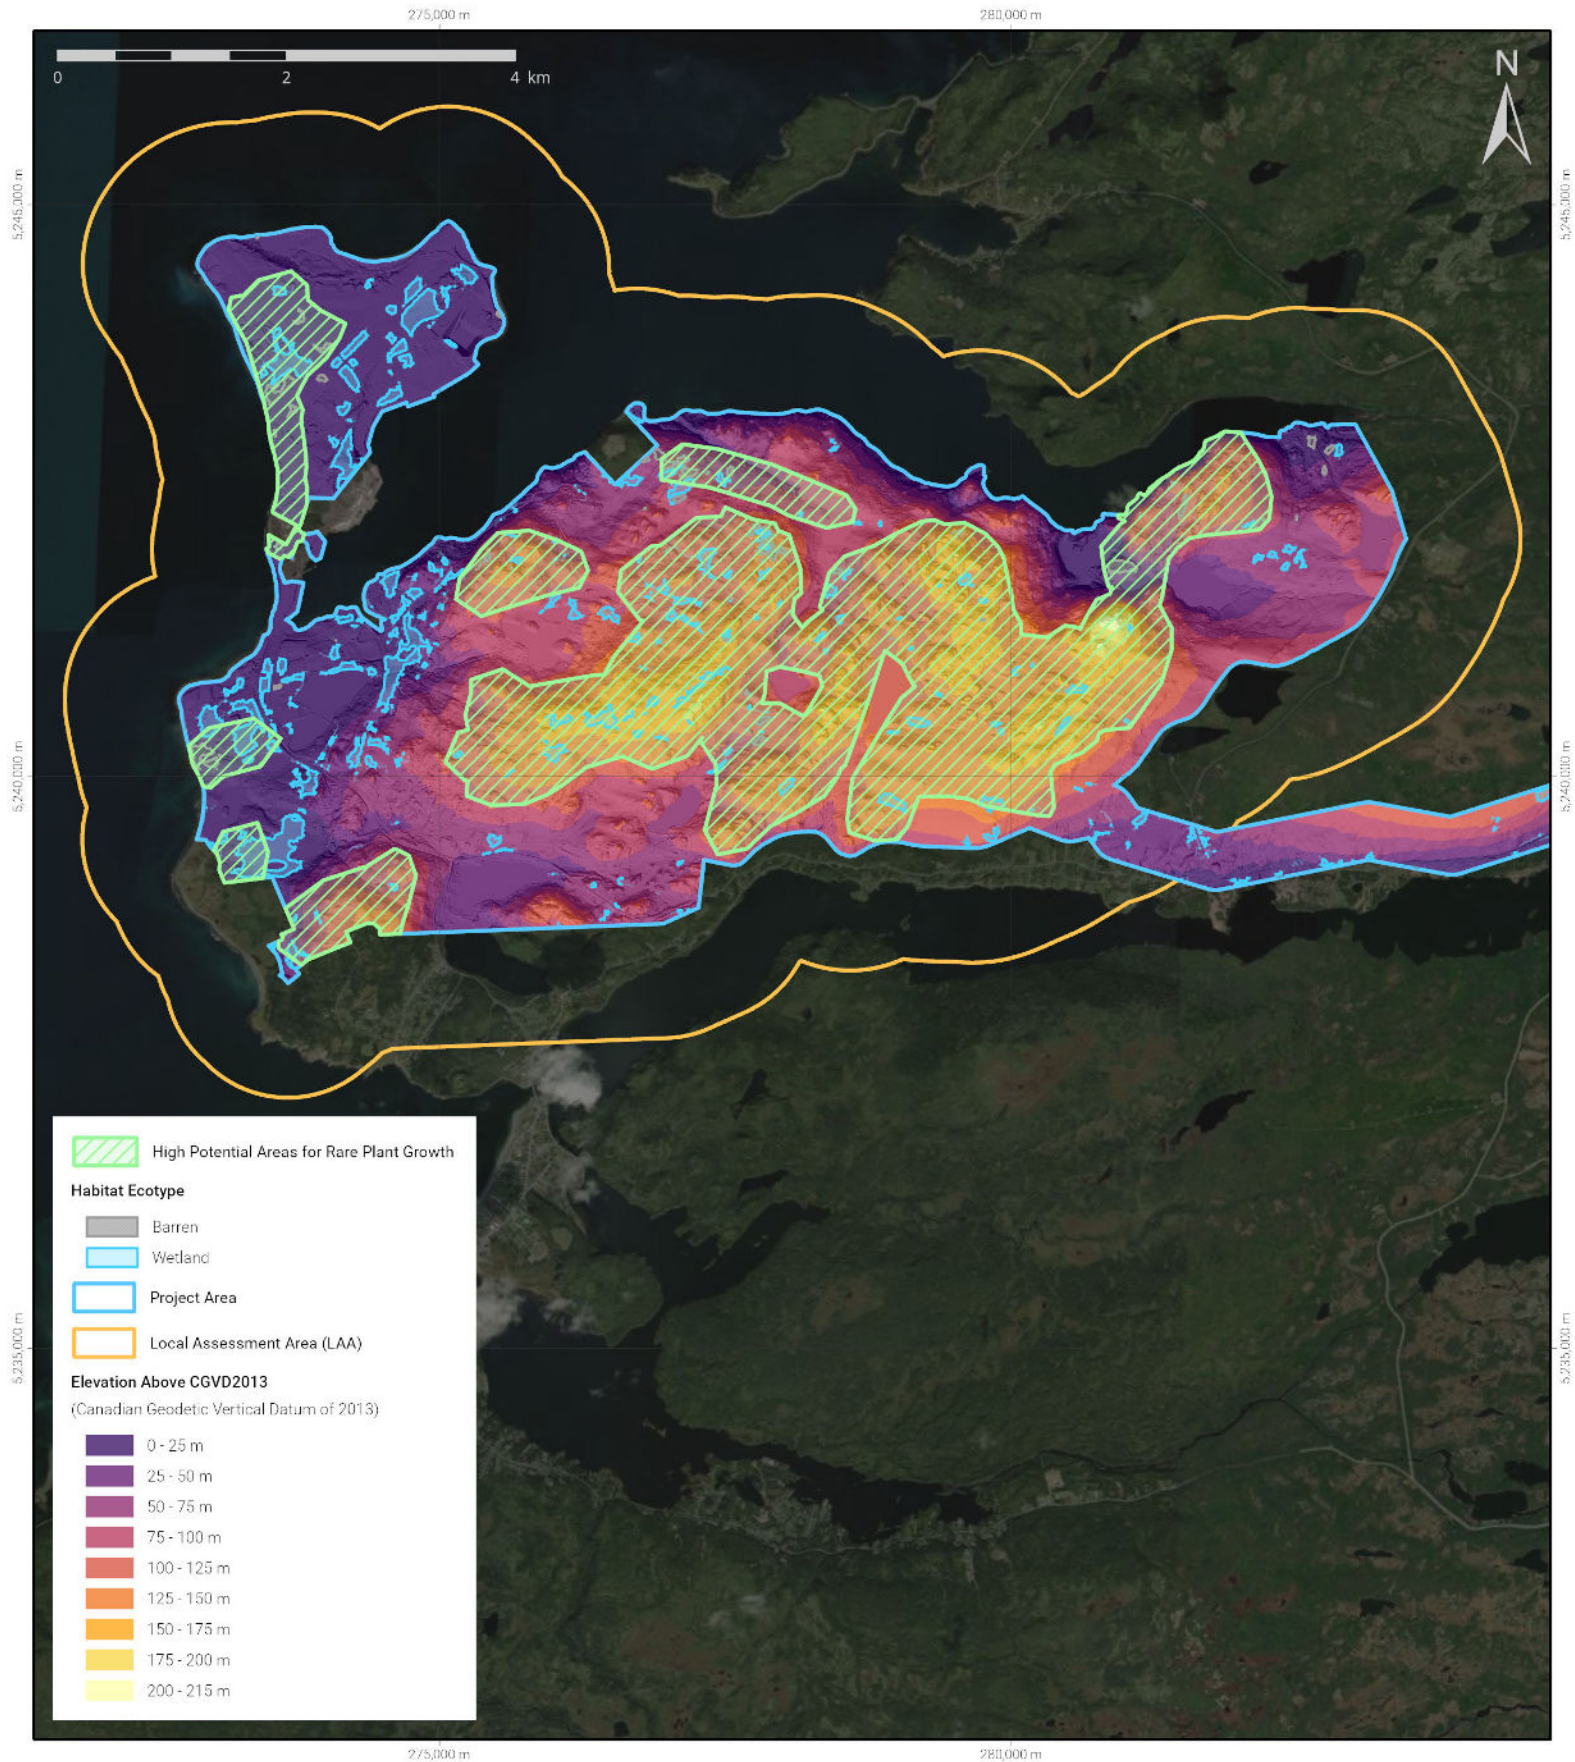 275,000 m
280,000 m
0 2 4 km
N
5,245,000 m
5,245,000 m
5,240,000 m
5,240,000 m
High Potential Areas for Rare Plant Growth
Habitat Ecotype
Barren
Wetland
Project Area
Local Assessment Area (LAA)
5,235,000 m
5,235,000 m
Elevation Above CGVD2013
(Canadian Geodetic Vertical Datum of 2013)
0 - 25 m
25 - 50 m
50 - 75 m
75 - 100 m
100 - 125 m
125 - 150 m
150 - 175 m
175 - 200 m
200 - 215 m
275,000 m
280,000 m